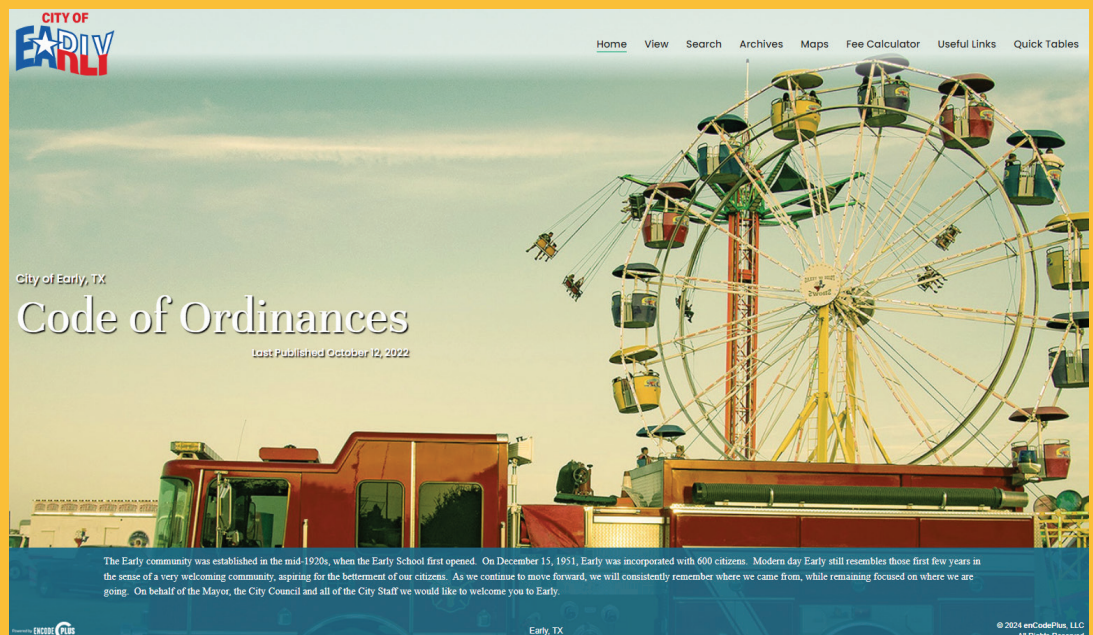 CITY OF
EARLY
Home View Search Archives Maps Fee Calculator Useful Links Quick Tables
City of Early, TX
Code of Ordinances
Last Published October 12, 2022
The Early community was established in the mid-1920s, when the Early School first opened. On December 15, 1951, Early was incorporated with 600 citizens. Modern day Early still resembles those first few years in
the sense of a very welcoming community, aspiring for the betterment of our citizens. As we continue to move forward, we will consistently remember where we came from, while remaining focused on where we are
going. On behalf of the Mayor, the City Council and all of the City Staff we would like to welcome you to Early.
Powered by ENCODE PLUS
Early, TX
© 2024 enCodePlus, LLC
All Rights Reserved